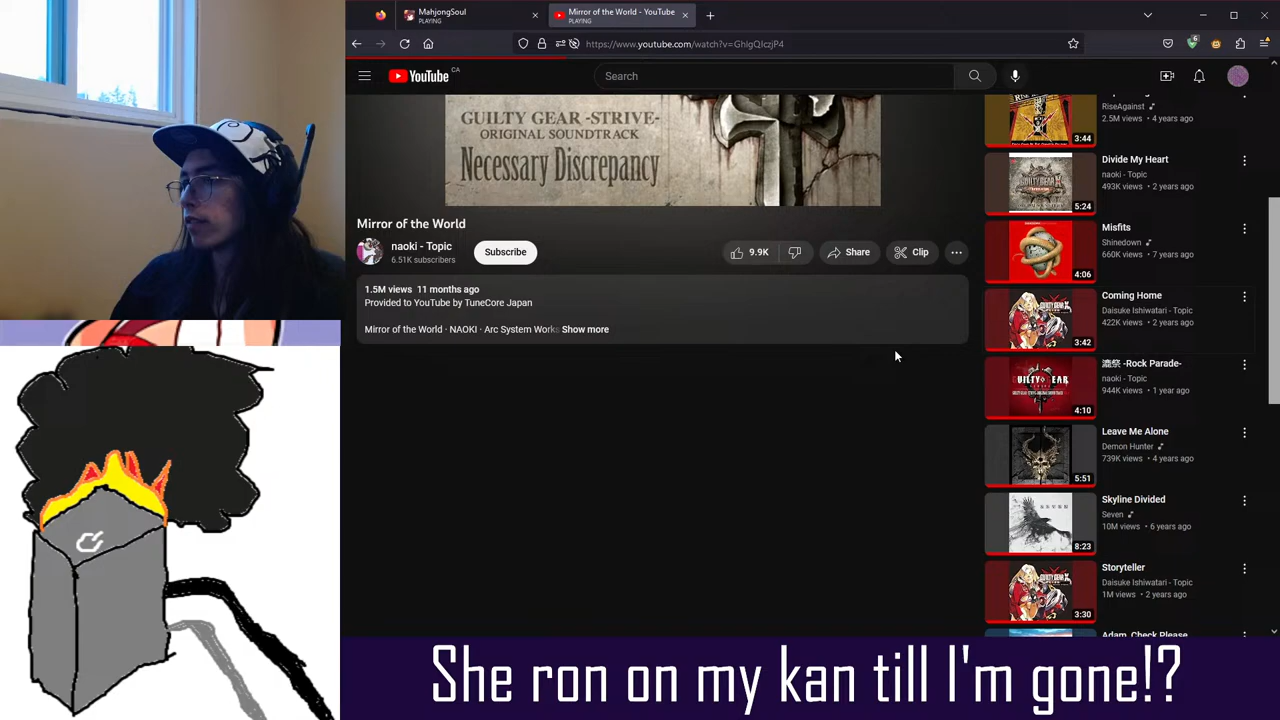 MahjongSoul
PLAYING
Mirror of the World - YouTube
PLAYING
https://www.youtube.com/watch?v=GhIgQIczjP4
6
YouTube CA
Search
GUILTY GEAR -STRIVE-
ORIGINAL SOUNDTRACK
Necessary Discrepancy
Mirror of the World
naoki - Topic
6.51K subscribers
Subscribe
9.9K
Share
Clip
1.5M views 11 months ago
Provided to YouTube by TuneCore Japan
Mirror of the World · NAOKI · Arc System Works Show more
RiseAgainst
2.5M views • 4 years ago
3:44
Divide My Heart
naoki - Topic
493K views • 2 years ago
5:24
Misfits
Shinedown
660K views • 7 years ago
4:06
Coming Home
Daisuke Ishiwatari - Topic
422K views • 2 years ago
3:42
漉祭 -Rock Parade-
naoki - Topic
944K views • 1 year ago
4:10
Leave Me Alone
Demon Hunter
739K views • 4 years ago
5:51
Skyline Divided
Seven
10M views • 6 years ago
8:23
Storyteller
Daisuke Ishiwatari - Topic
1M views • 2 years ago
3:30
Adam, Check Please
She ron on my kan till I'm gone!?